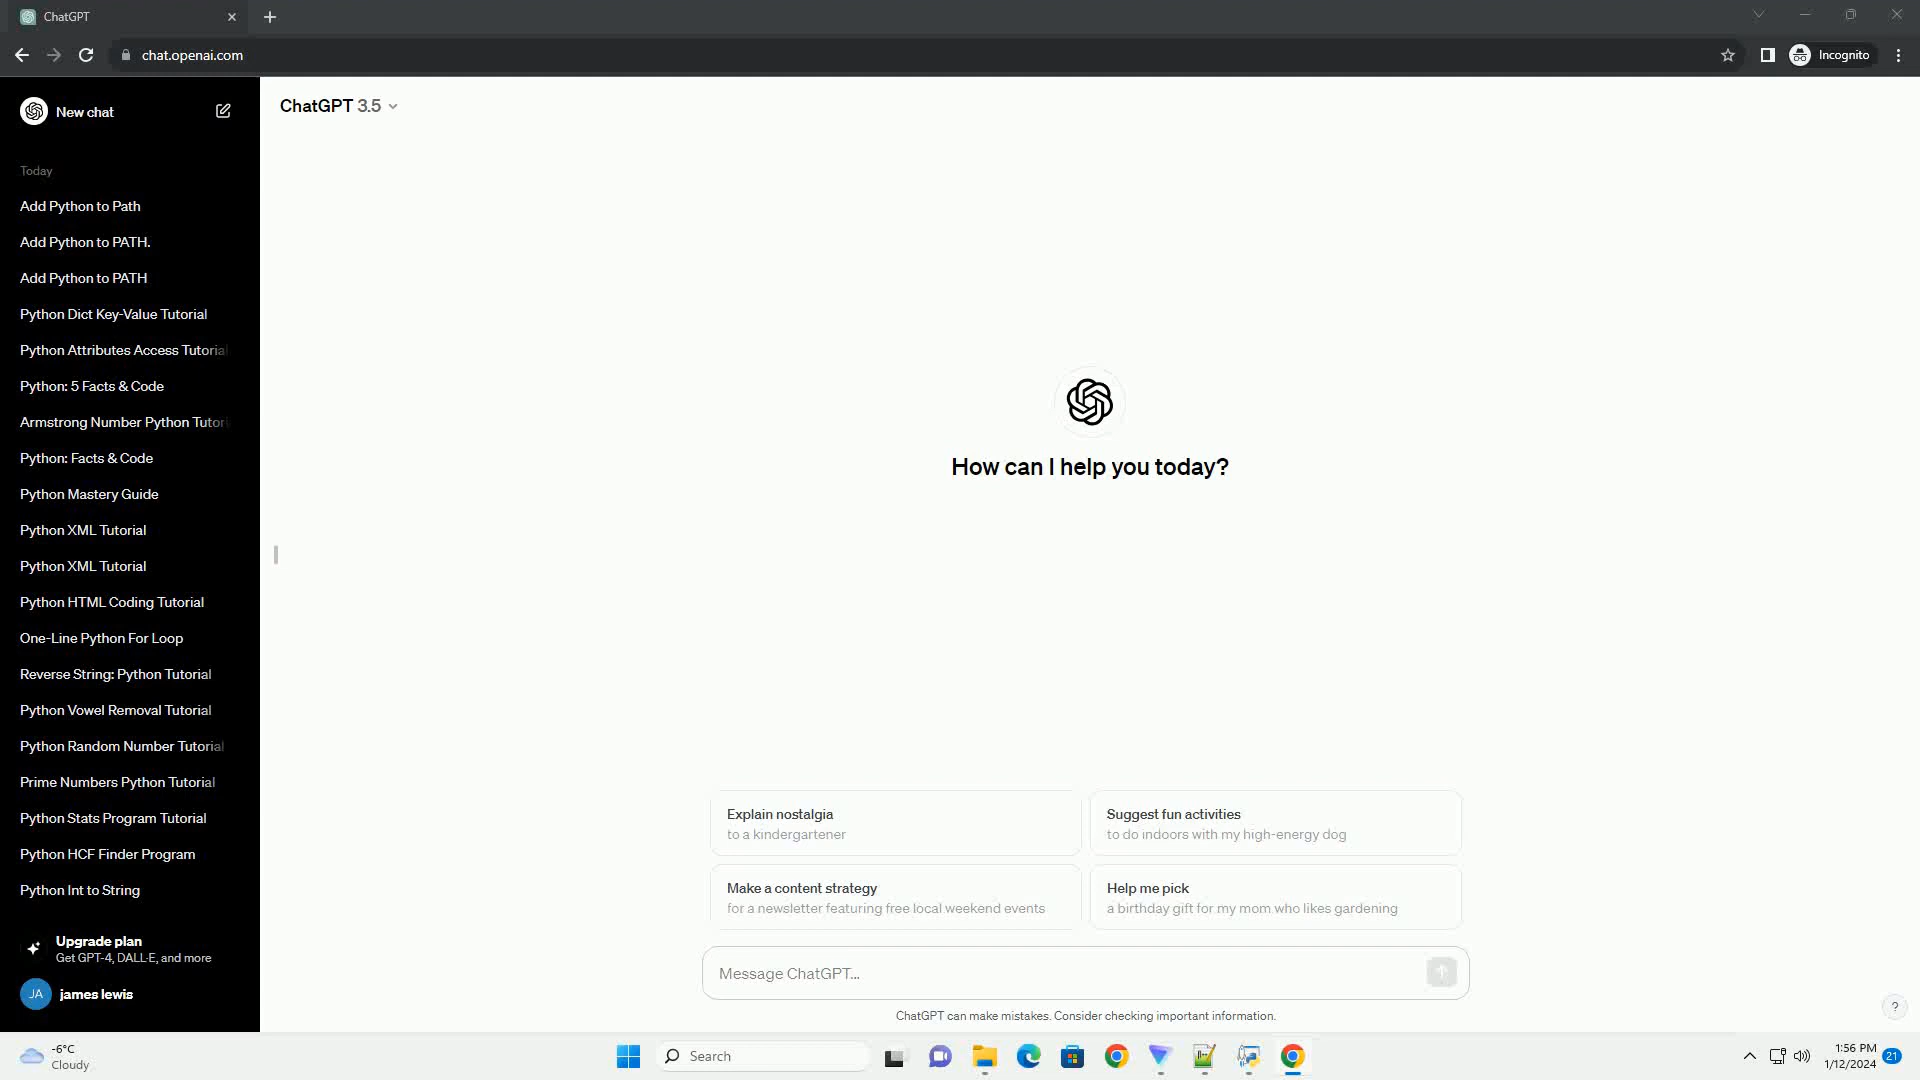 ChatGPT
chat.openai.com
Incognito
New chat
ChatGPT 3.5
Today
Add Python to Path
Add Python to PATH.
Add Python to PATH
Python Dict Key-Value Tutorial
Python Attributes Access Tutorial
Python: 5 Facts & Code
Armstrong Number Python Tutori
Python: Facts & Code
Python Mastery Guide
Python XML Tutorial
Python XML Tutorial
Python HTML Coding Tutorial
One-Line Python For Loop
Reverse String: Python Tutorial
Python Vowel Removal Tutorial
Python Random Number Tutorial
Prime Numbers Python Tutorial
Python Stats Program Tutorial
Python HCF Finder Program
Python Int to String
Upgrade plan
Get GPT-4, DALL·E, and more
JA james lewis
How can I help you today?
Explain nostalgia
to a kindergartener
Suggest fun activities
to do indoors with my high-energy dog
Make a content strategy
for a newsletter featuring free local weekend events
Help me pick
a birthday gift for my mom who likes gardening
Message ChatGPT...
ChatGPT can make mistakes. Consider checking important information.
?
-6°C
Cloudy
Search
1:56 PM
1/12/2024
21